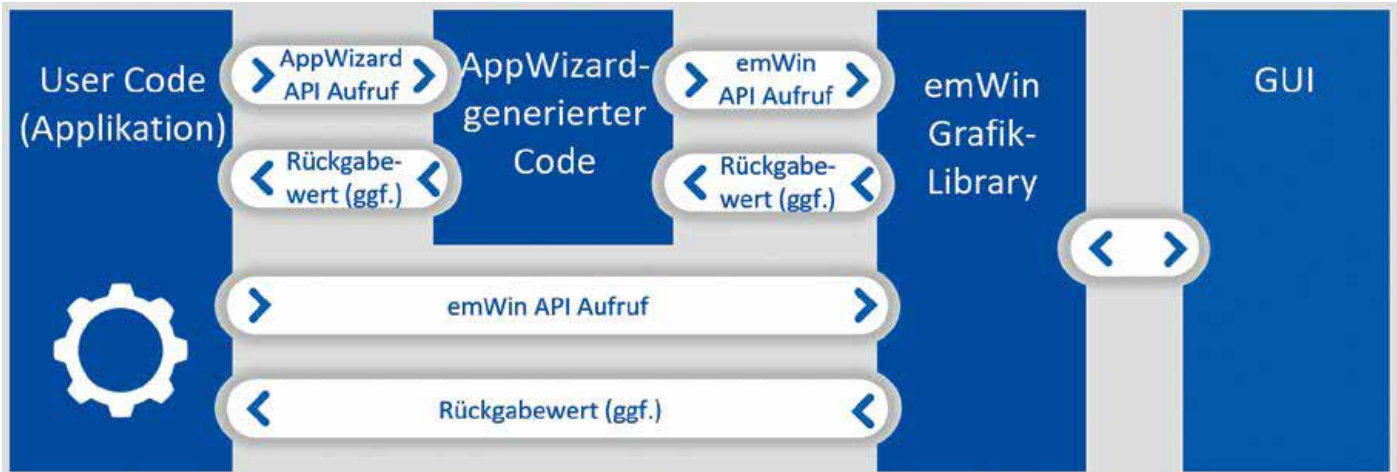 User Code
(Applikation)
AppWizard
API Aufruf
Rückgabe-
wert (ggf.)
AppWizard-
generierter
Code
emWin
API Aufruf
Rückgabe-
wert (ggf.)
emWin
Grafik-
Library
GUI
emWin API Aufruf
Rückgabewert (ggf.)